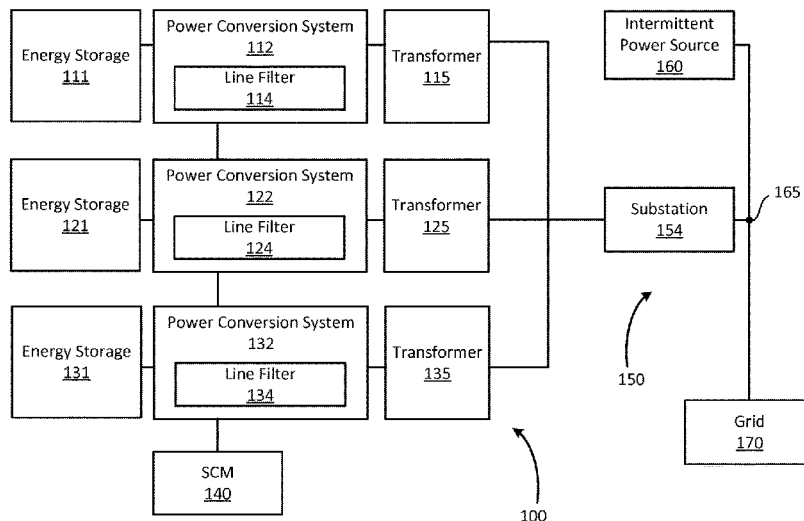 Energy Storage
111
Power Conversion System
112
Line Filter
114
Transformer
115
Intermittent
Power Source
160
Energy Storage
121
Power Conversion System
122
Line Filter
124
Transformer
125
Substation
154
165
Energy Storage
131
Power Conversion System
132
Line Filter
134
Transformer
135
150
Grid
170
SCM
140
100